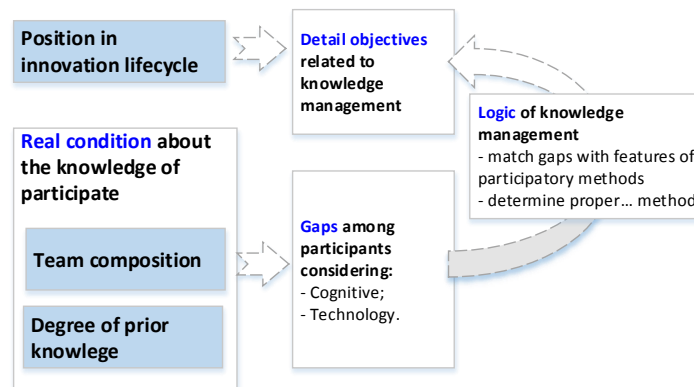 Position in
innovation lifecycle
Detail objectives
related to
knowledge
management
Logic of knowledge
management
- match gaps with features of
participatory methods
- determine proper... method
Real condition about
the knowledge of
participate
Team composition
Degree of prior
knowlege
Gaps among
participants
considering:
- Cognitive;
- Technology.